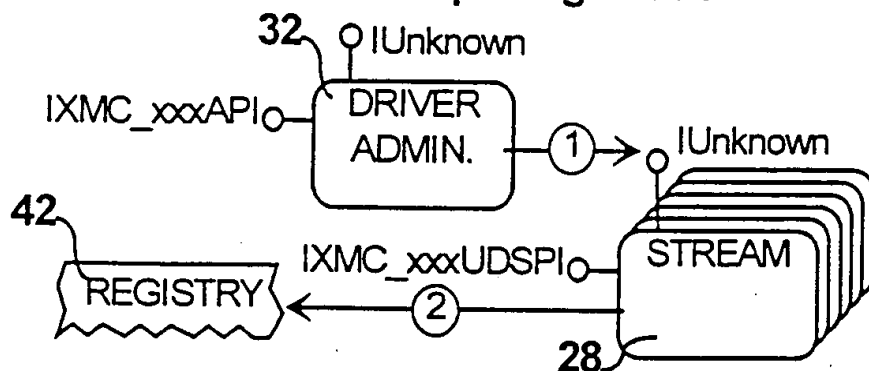 32
IUnknown
IXMC_xxxAPI
DRIVER
ADMIN.
1
IUnknown
42
IXMC_xxxUDSPI
STREAM
REGISTRY
2
28